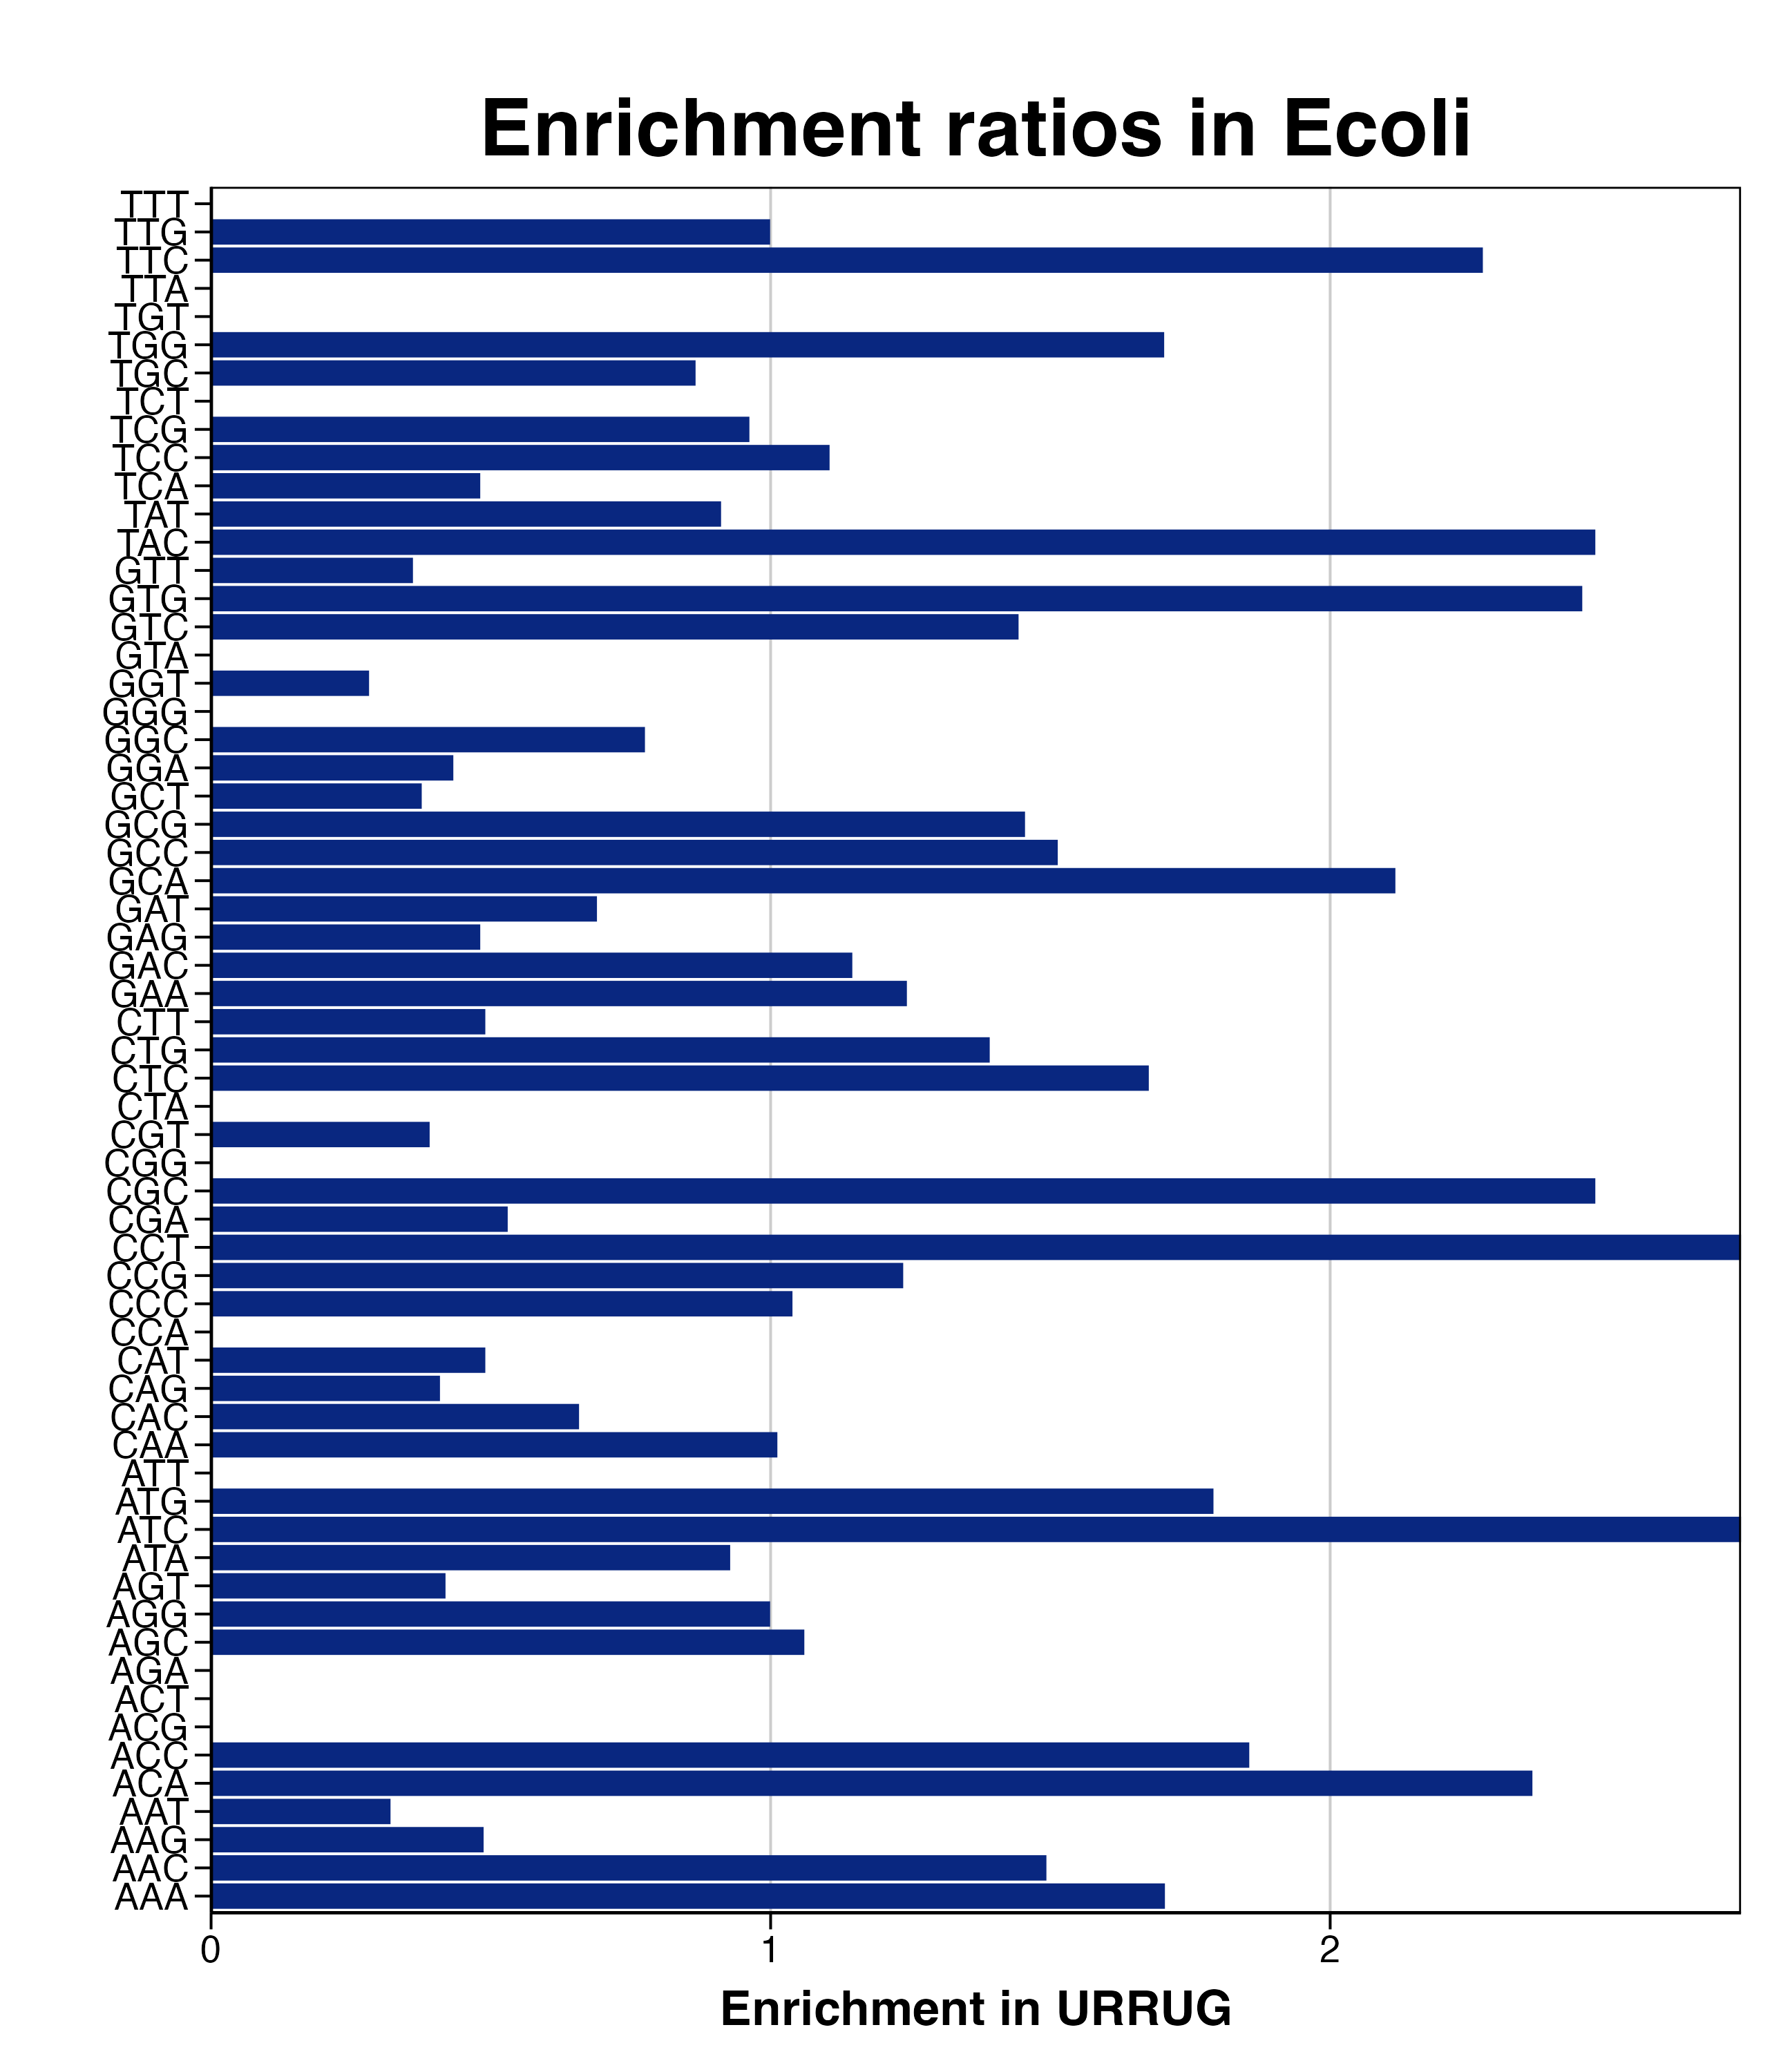 Enrichment ratios in Ecoli
TTT
TTG
TTC
TTA
TGT
TGG
TGC
TCT
TCG
TCC
TCA
TAT
TAC
GTT
GTG
GTC
GTA
GGT
GGG
GGC
GGA
GCT
GCG
GCC
GCA
GAT
GAG
GAC
GAA
CTT
CTG
CTC
CTA
CGT
CGG
CGC
CGA
CCT
CCG
CCC
CCA
CAT
CAG
CAC
CAA
ATT
ATG
ATC
ATA
AGT
AGG
AGC
AGA
ACT
ACG
ACC
ACA
AAT
AAG
AAC
AAA
0 1 2
Enrichment in URRUG